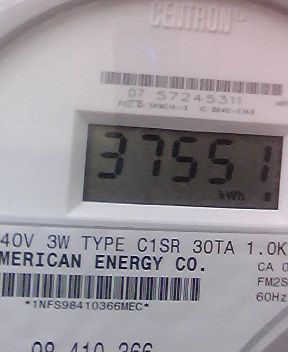 CENTRON®
07 57245311
37551
kWh
40V 3W TYPE C1SR 30TA 1.0K
MERICAN ENERGY CO.
CA 0
FM2S
60Hz
*1NFS98410366MEC*
98 410 366